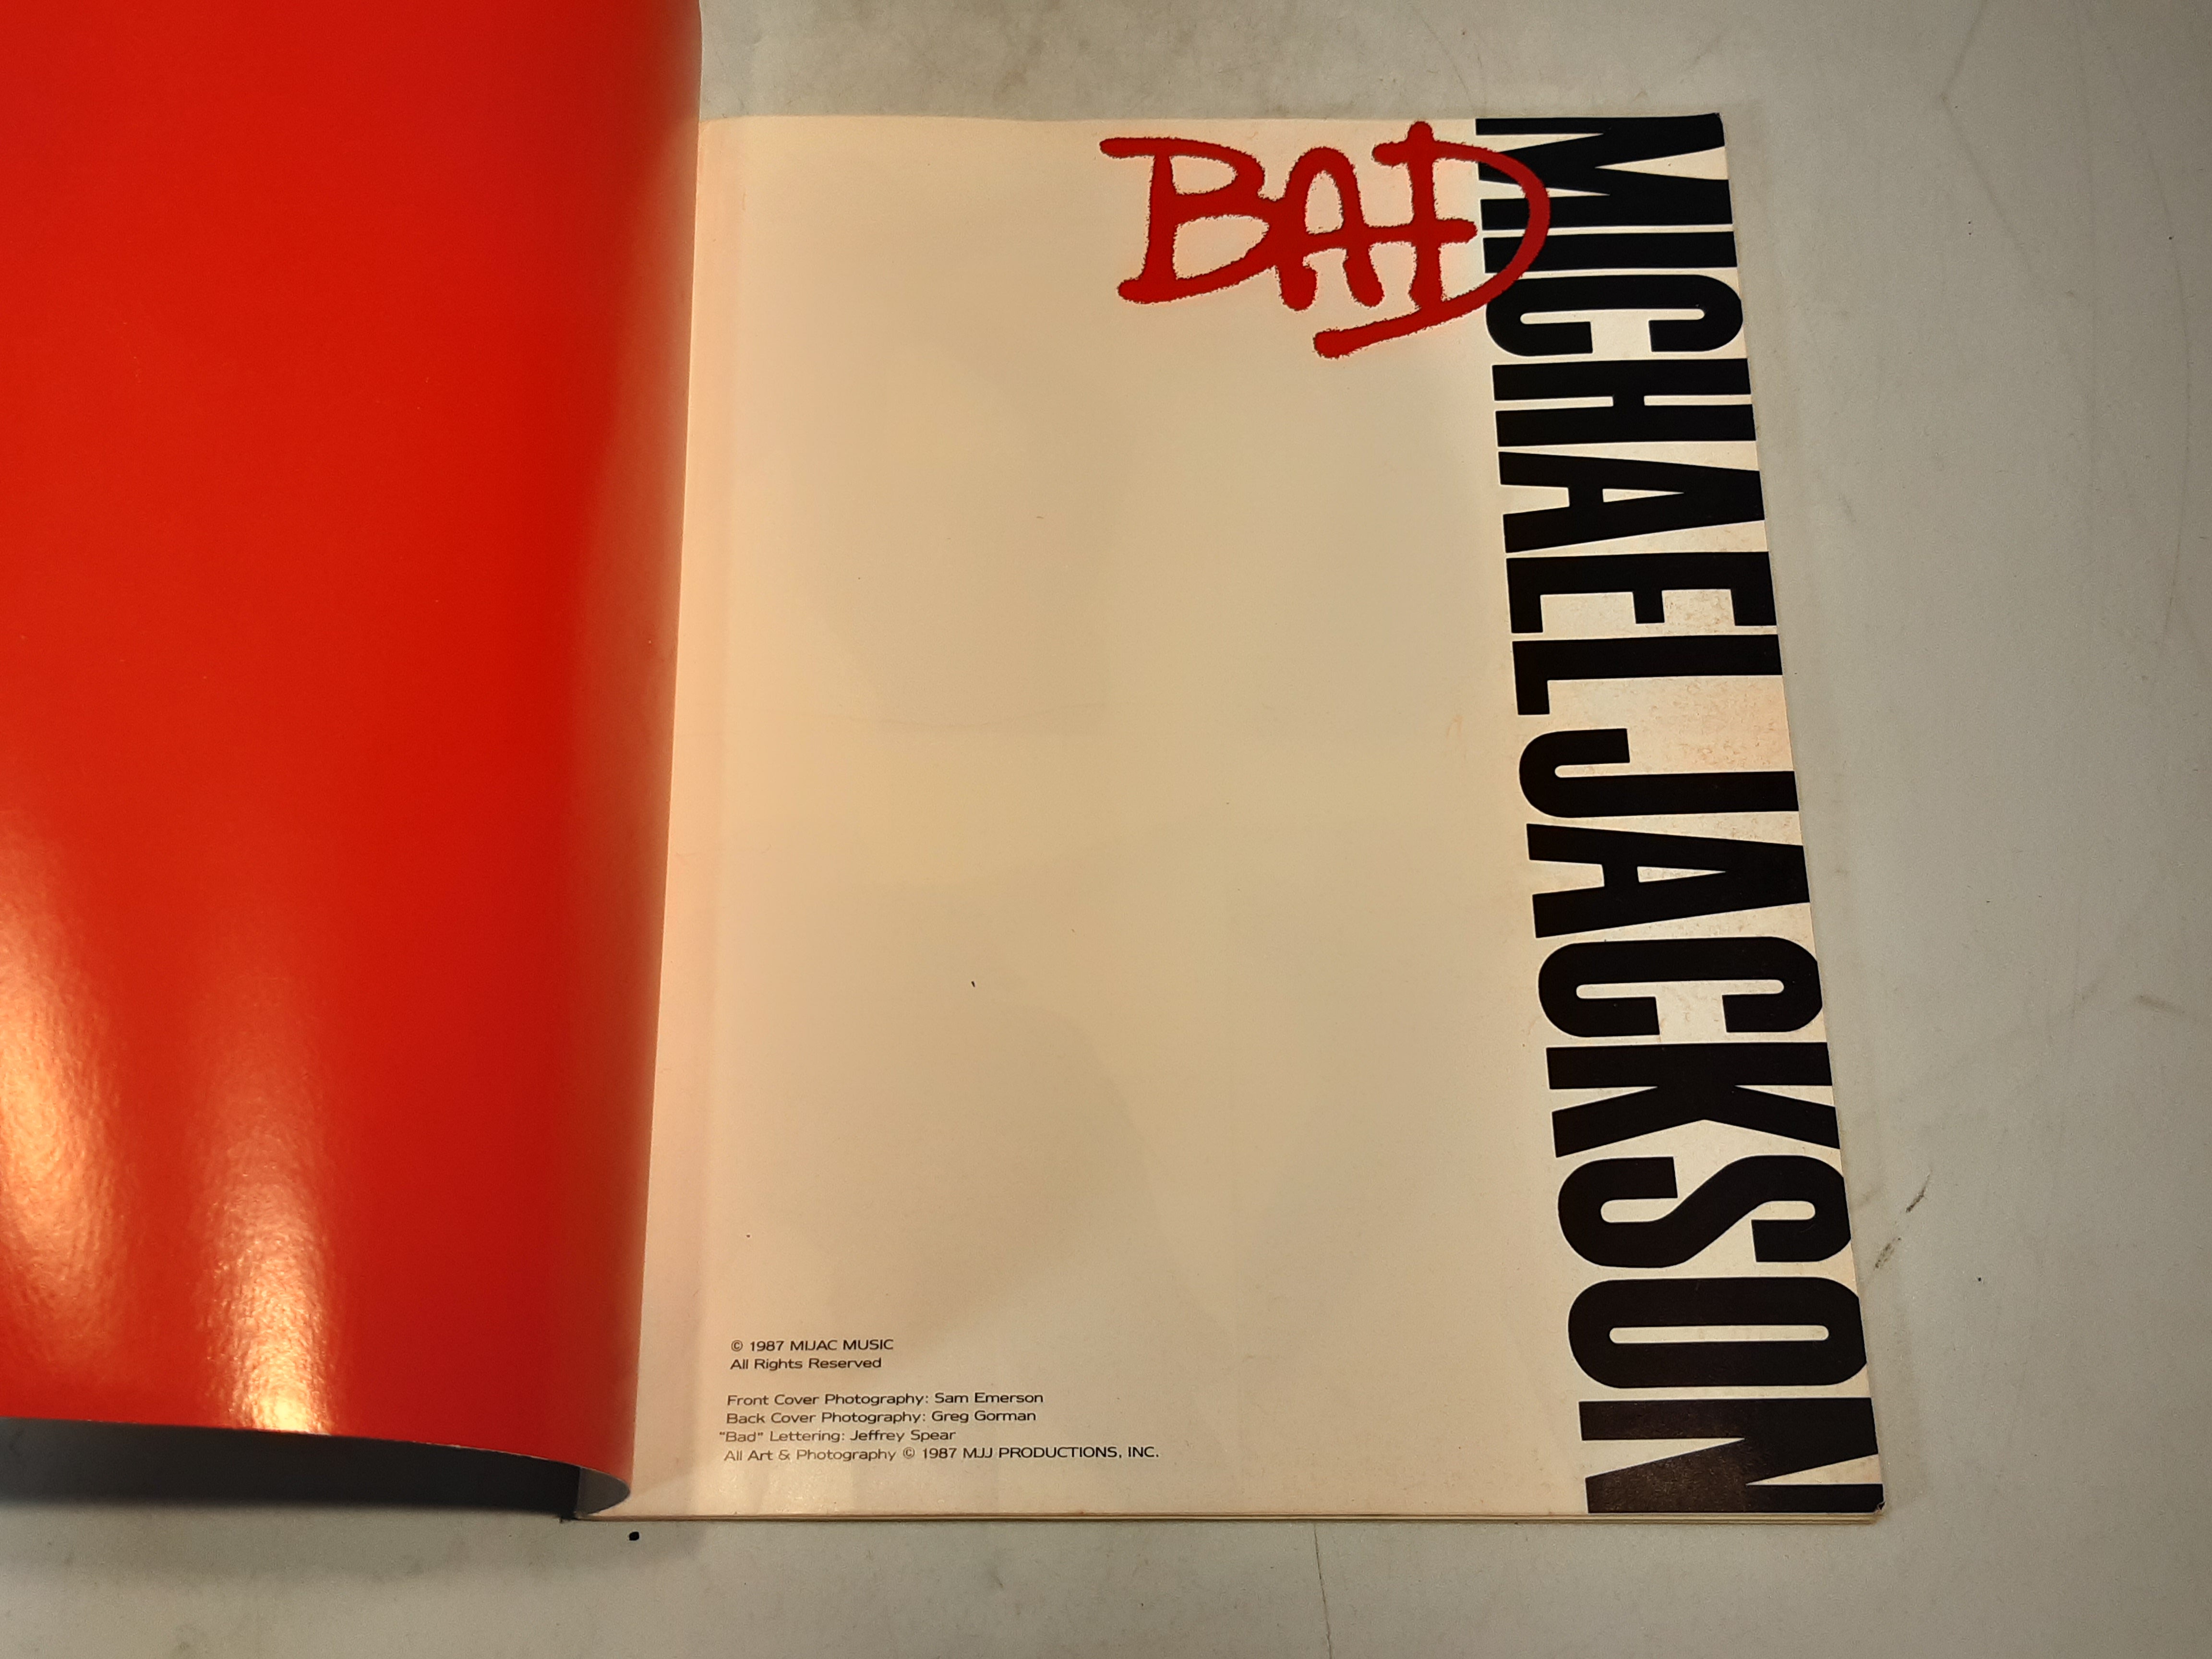 BAD
MICHAEL JACKSON
© 1987 MIJAC MUSIC
All Rights Reserved
Front Cover Photography: Sam Emerson
Back Cover Photography: Greg Gorman
"Bad" Lettering: Jeffrey Spear
All Art & Photography © 1987 MJJ PRODUCTIONS, INC.